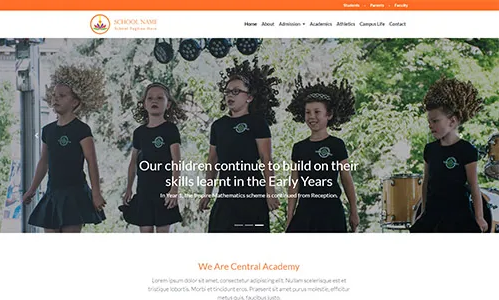 Students Parents Faculty
SCHOOL NAME
School Tagline Here
Home About Admission Academics Athletics Campus Life Contact
Our children continue to build on their
skills learnt in the Early Years
In Year 1, the Inspire Mathematics scheme is continued from Reception.
We Are Central Academy
Lorem ipsum dolor sit amet, consectetur adipiscing elit. Nullam scelerisque
lobortis magna. Morbi et tincidunt eros. Praesent sit amet purus molestie, efficitur
metus quis, faucibus justo.